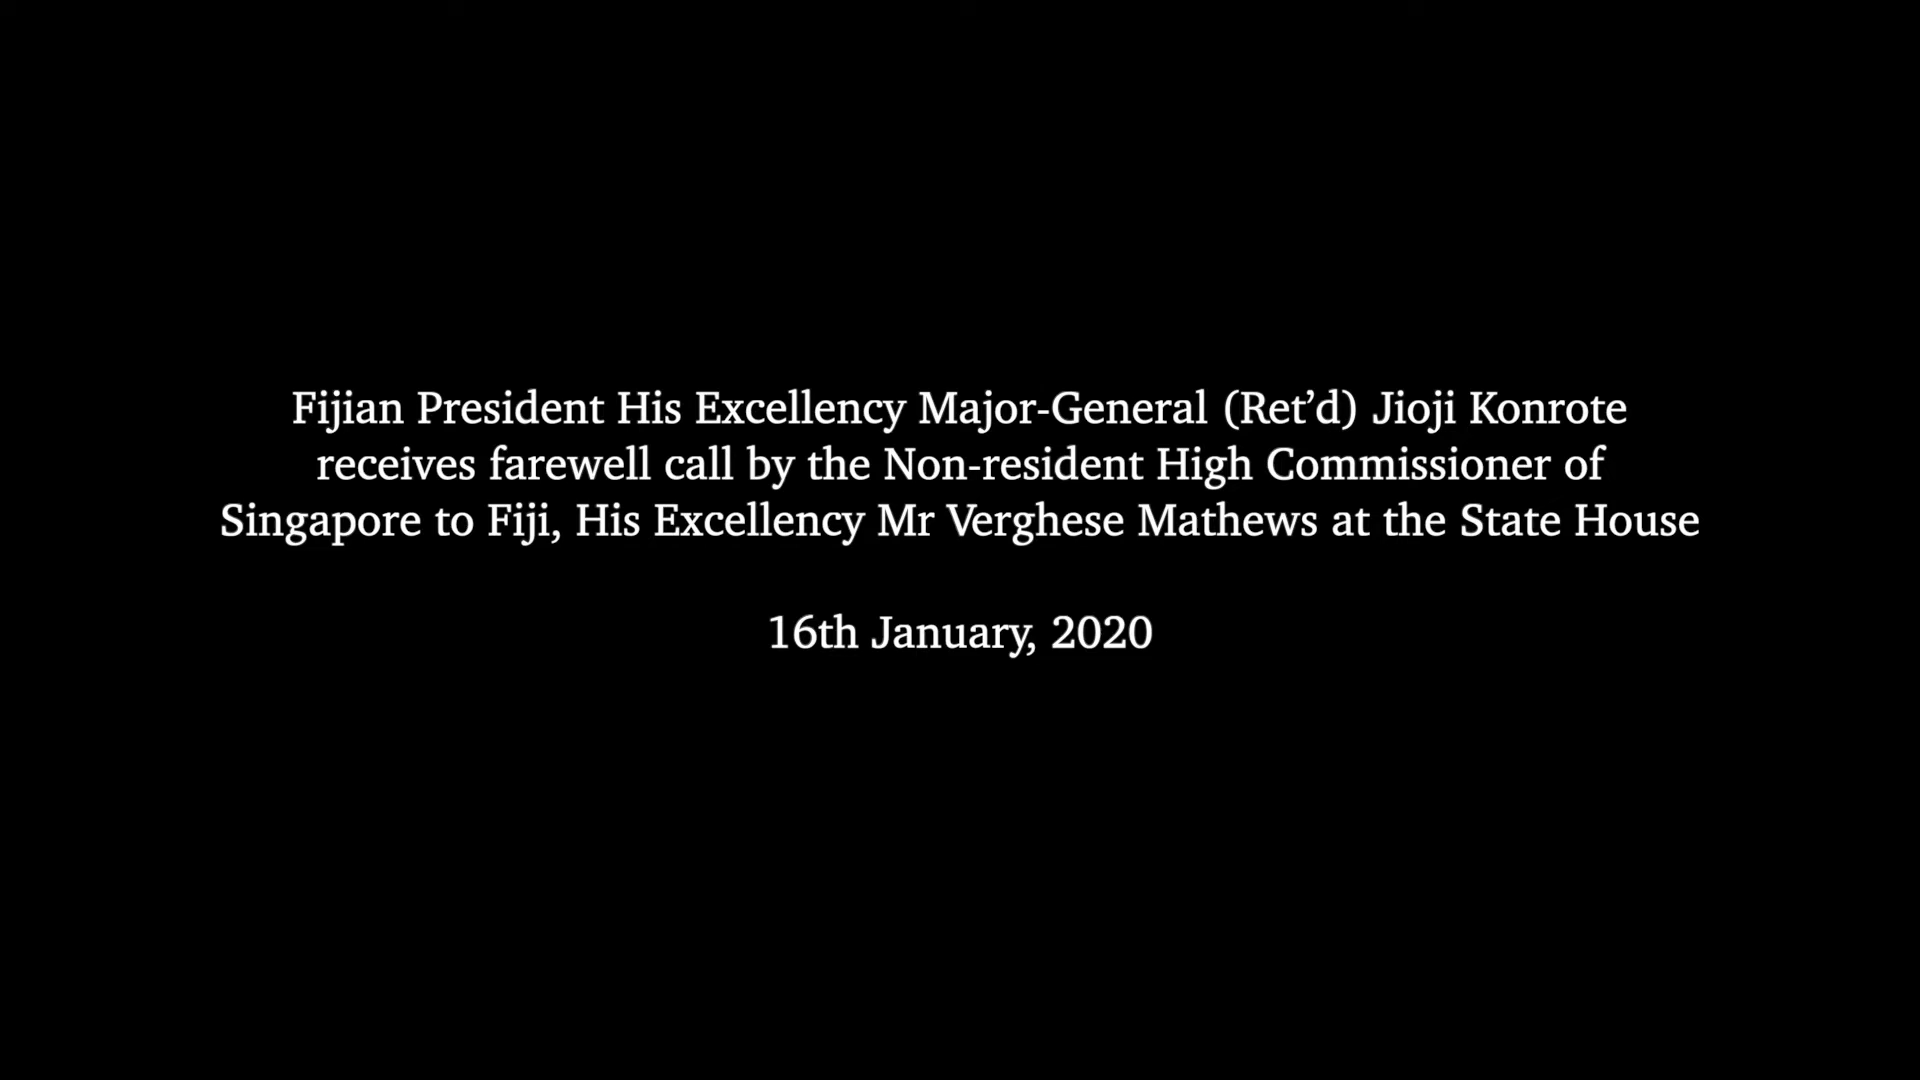 Fijian President His Excellency Major-General (Ret’d) Jioji Konrote
receives farewell call by the Non-resident High Commissioner of
Singapore to Fiji, His Excellency Mr Verghese Mathews at the State House
16th January, 2020